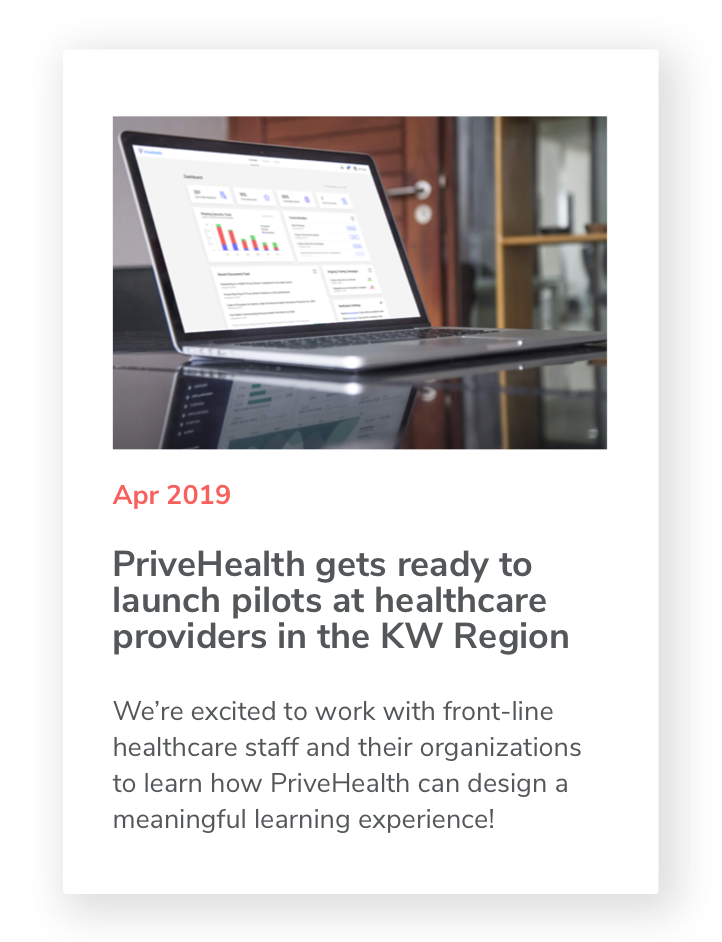 Dashboard
Apr 2019
PriveHealth gets ready to
launch pilots at healthcare
providers in the KW Region
We’re excited to work with front-line
healthcare staff and their organizations
to learn how PriveHealth can design a
meaningful learning experience!